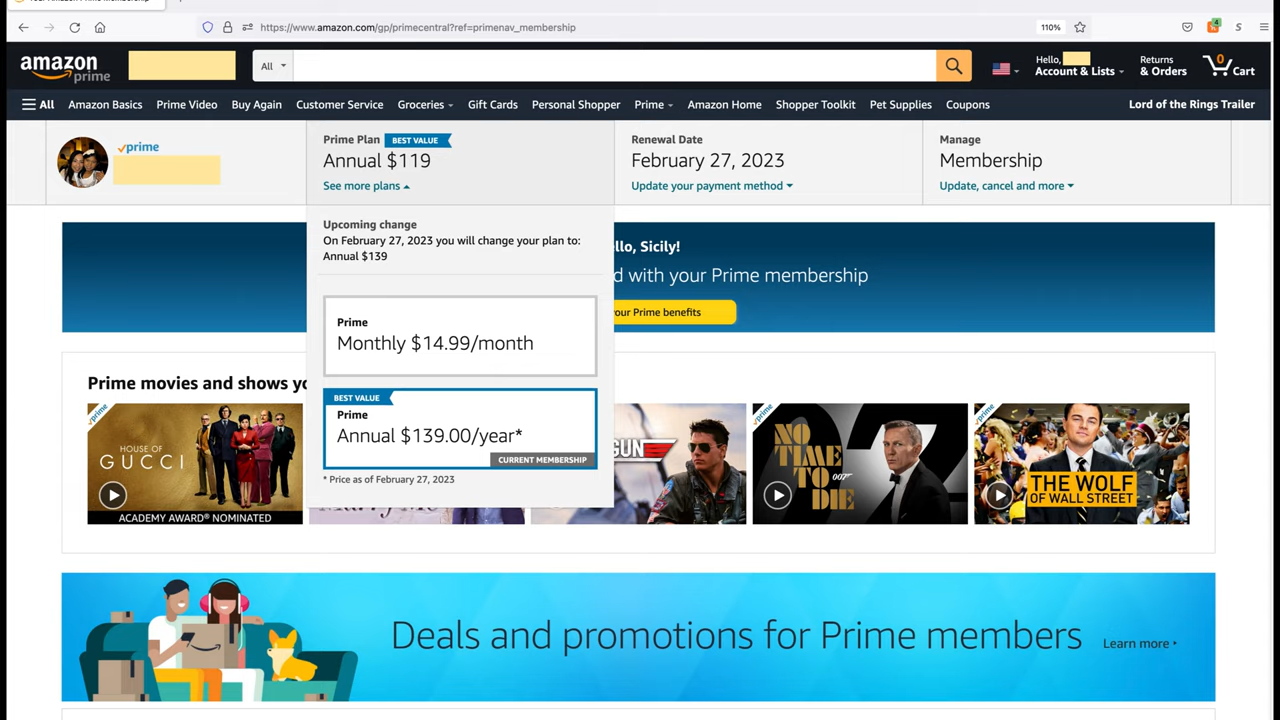 https://www.amazon.com/gp/primecentral?ref=primenav_membership
110%
4
S
amazon prime
All
Hello,
Account & Lists
Returns
& Orders
0
Cart
All
Amazon Basics
Prime Video
Buy Again
Customer Service
Groceries
Gift Cards
Personal Shopper
Prime
Amazon Home
Shopper Toolkit
Pet Supplies
Coupons
Lord of the Rings Trailer
prime
Prime Plan
BEST VALUE
Annual $119
See more plans
Renewal Date
February 27, 2023
Update your payment method
Manage
Membership
Update, cancel and more
Upcoming change
On February 27, 2023 you will change your plan to:
Annual $139
Prime
Monthly $14.99/month
BEST VALUE
Prime
Annual $139.00/year*
CURRENT MEMBERSHIP
* Price as of February 27, 2023
llo, Sicily!
d with your Prime membership
our Prime benefits
Prime movies and shows yo
prime
HOUSE OF
GUCCI
ACADEMY AWARD® NOMINATED
GUN
prime
NO
TIME
TO
DIE
007
prime
THE WOLF
OF WALL STREET
Deals and promotions for Prime members
Learn more